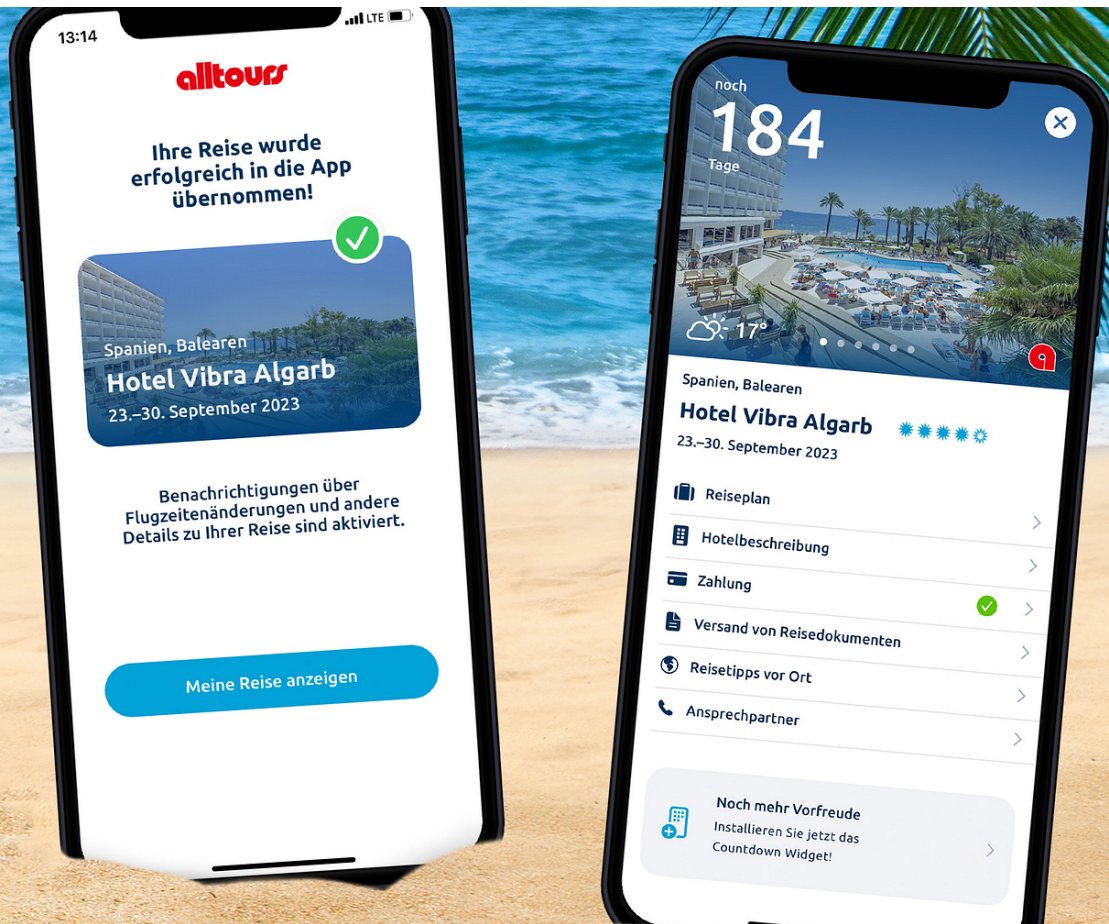 13:14
LTE
alltours
Ihre Reise wurde
erfolgreich in die App
übernommen!
Spanien, Balearen
Hotel Vibra Algarb
23.–30. September 2023
Benachrichtigungen über
Flugzeitenänderungen und andere
Details zu Ihrer Reise sind aktiviert.
Meine Reise anzeigen
noch
184
Tage
17°
a
Spanien, Balearen
Hotel Vibra Algarb
23.–30. September 2023
Reiseplan
Hotelbeschreibung
Zahlung
Versand von Reisedokumenten
Reisetipps vor Ort
Ansprechpartner
Noch mehr Vorfreude
Installieren Sie jetzt das
Countdown Widget!